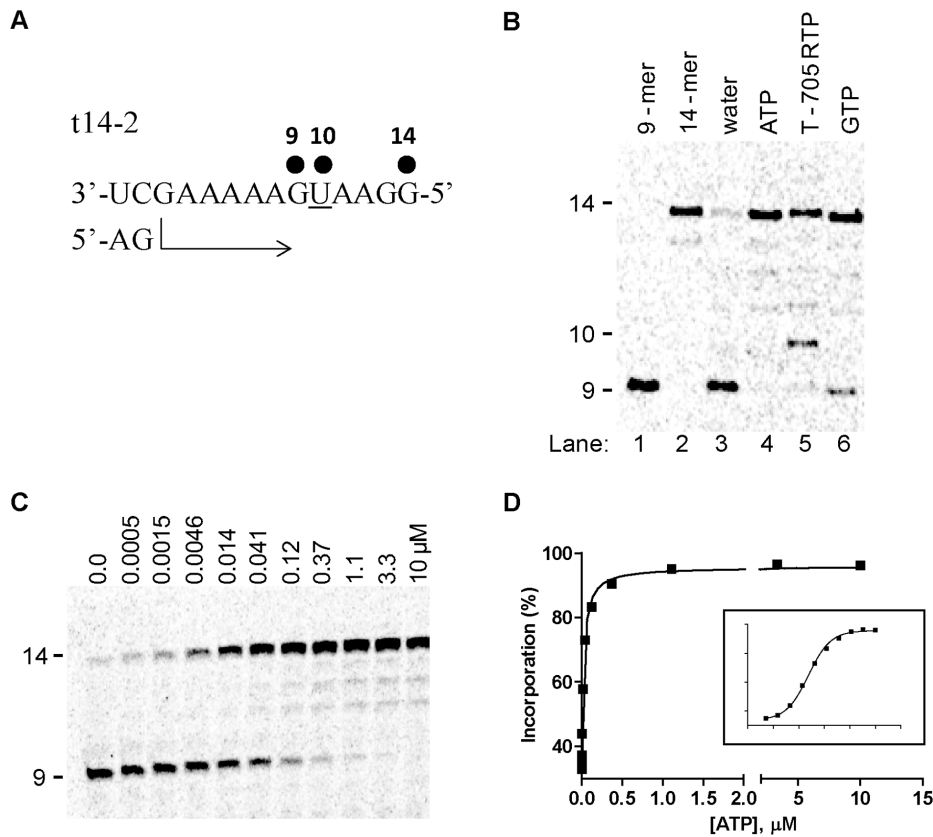 A
t14-2
9 10 14
3’-UCGAAAAAGUAAGG-5’
5’-AG
B
9 -mer
14 -mer
water
ATP
T - 705 RTP
GTP
14
10
9
Lane: 1 2 3 4 5 6
C
0.0
0.0005
0.0015
0.0046
0.014
0.041
0.12
0.37
1.1
3.3
10 µM
14
9
D
Incorporation (%)
100
80
60
40
0.0 0.5 1.0 1.5 2.0 5 10 15
[ATP], µM